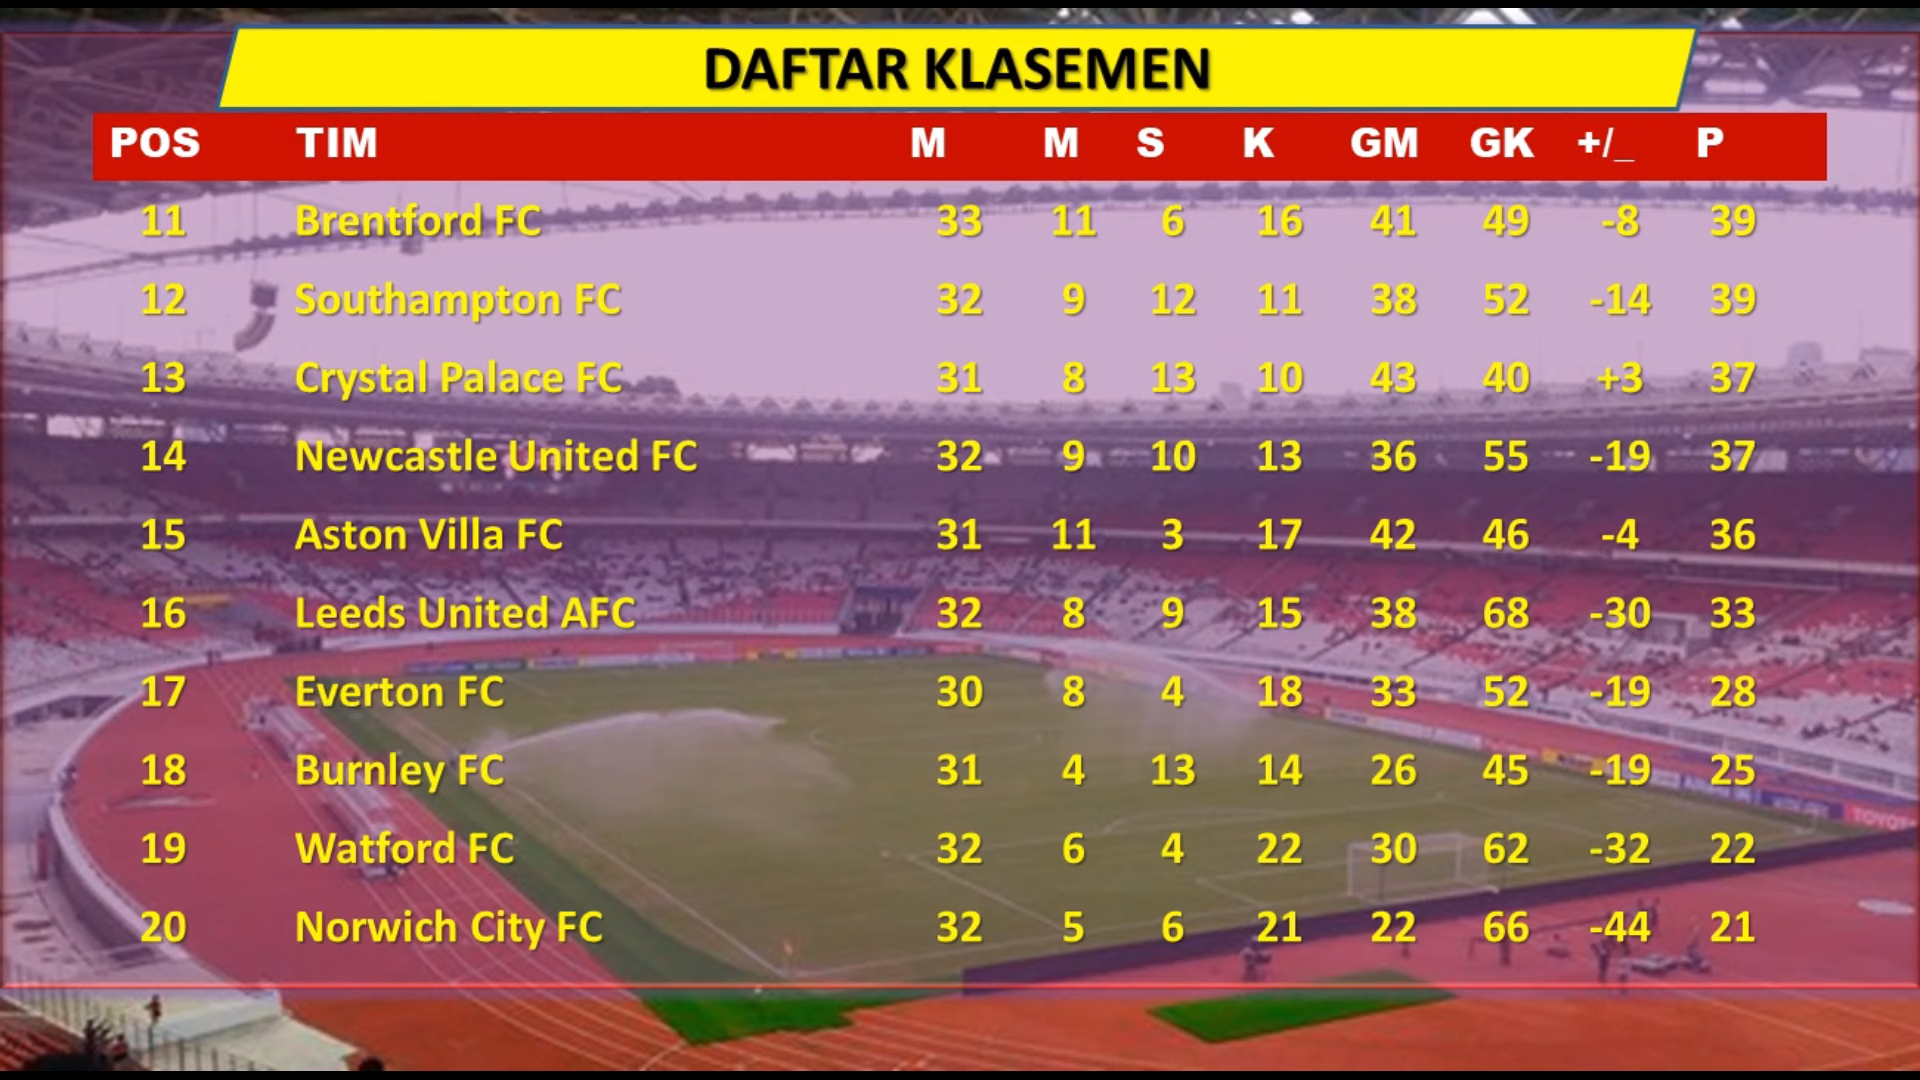 DAFTAR KLASEMEN
POS TIM M M S K GM GK +/_ P
11 Brentford FC 33 11 6 16 41 49 -8 39
12 Southampton FC 32 9 12 11 38 52 -14 39
13 Crystal Palace FC 31 8 13 10 43 40 +3 37
14 Newcastle United FC 32 9 10 13 36 55 -19 37
15 Aston Villa FC 31 11 3 17 42 46 -4 36
16 Leeds United AFC 32 8 9 15 38 68 -30 33
17 Everton FC 30 8 4 18 33 52 -19 28
18 Burnley FC 31 4 13 14 26 45 -19 25
19 Watford FC 32 6 4 22 30 62 -32 22
20 Norwich City FC 32 5 6 21 22 66 -44 21
TOYOTA